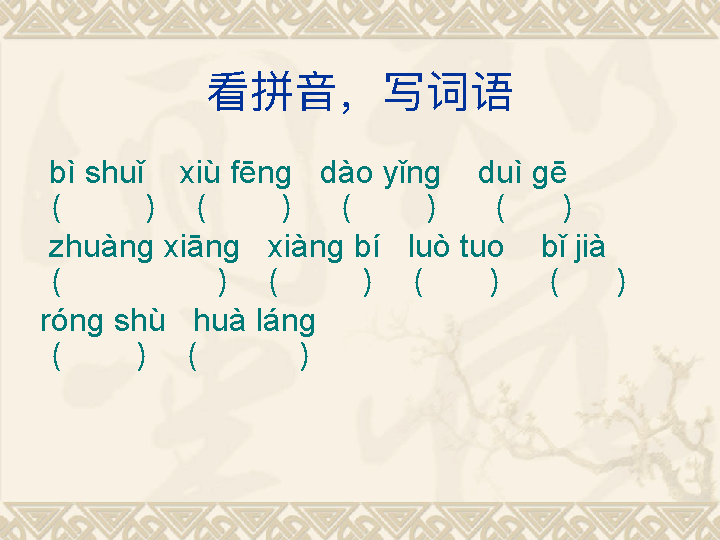 看拼音，写词语
bì shuǐ xiù fēng dào yǐng duì gē
( ) ( ) ( ) ( )
zhuàng xiāng xiàng bí luò tuo bǐ jià
( ) ( ) ( ) ( )
róng shù huà láng
( ) ( )